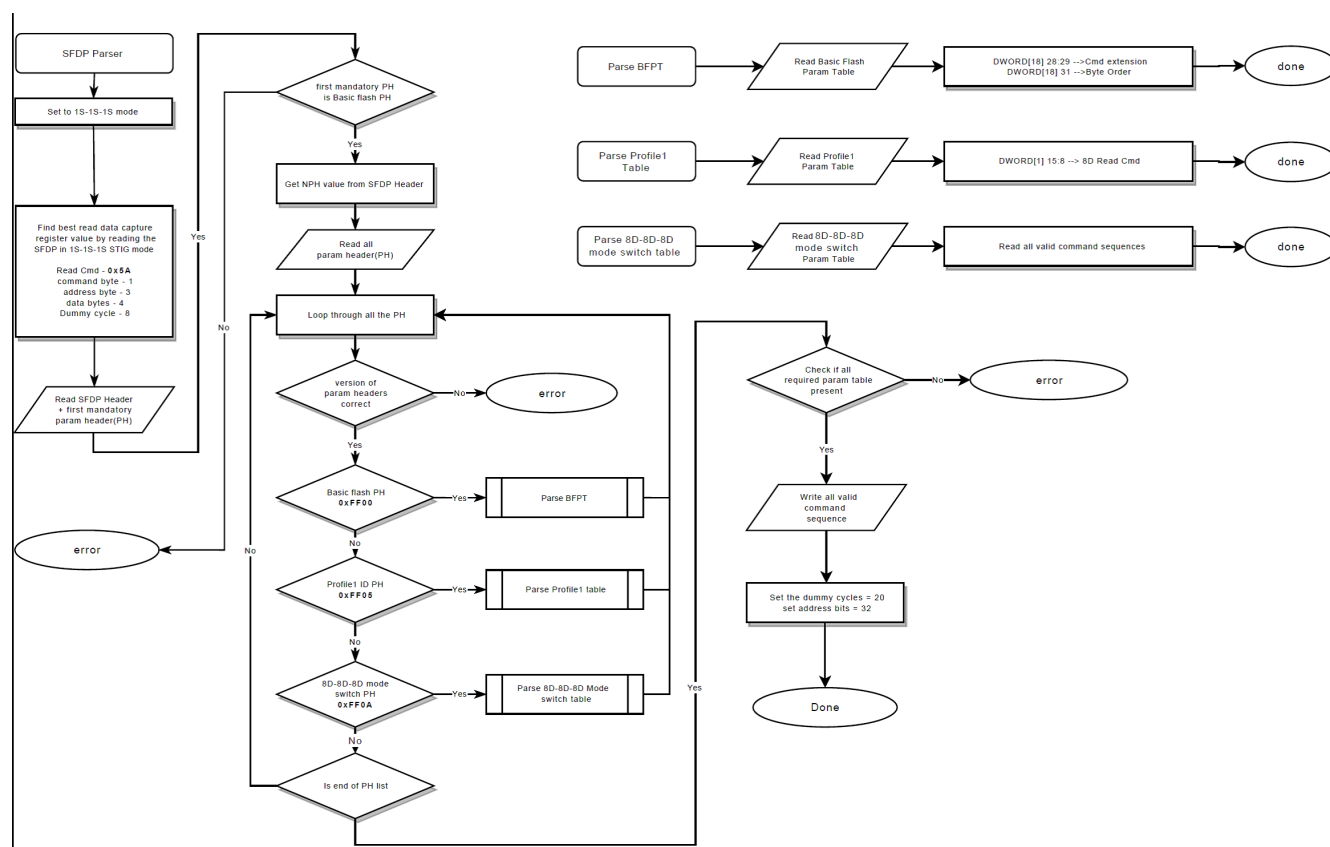 SFDP Parser
Set to 1S-1S-1S mode
Find best read data capture
register value by reading the
SFDP in 1S-1S-1S STIG mode
Read Cmd - 0x5A
command byte - 1
address byte - 3
data bytes - 4
Dummy cycle - 8
Read SFDP Header
+ first mandatory
param header(PH)
Yes
No
error
first mandatory PH
is Basic flash PH
Yes
Get NPH value from SFDP Header
Read all
param header(PH)
Loop through all the PH
version of
param headers
correct
No
error
Yes
Basic flash PH
0xFF00
Yes
Parse BFPT
No
Profile1 ID PH
0xFF05
Yes
Parse Profile1 table
No
8D-8D-8D mode
switch PH
0xFF0A
Yes
Parse 8D-8D-8D Mode
switch table
No
Is end of PH list
No
Yes
Parse BFPT
Read Basic Flash
Param Table
DWORD[18] 28:29 -->Cmd extension
DWORD[18] 31 -->Byte Order
done
Parse Profile1
Table
Read Profile1
Param Table
DWORD[1] 15:8 --> 8D Read Cmd
done
Parse 8D-8D-8D
mode switch table
Read 8D-8D-8D
mode switch
Param Table
Read all valid command sequences
done
Check if all
required param table
present
No
error
Yes
Write all valid
command
sequence
Set the dummy cycles = 20
set address bits = 32
Done